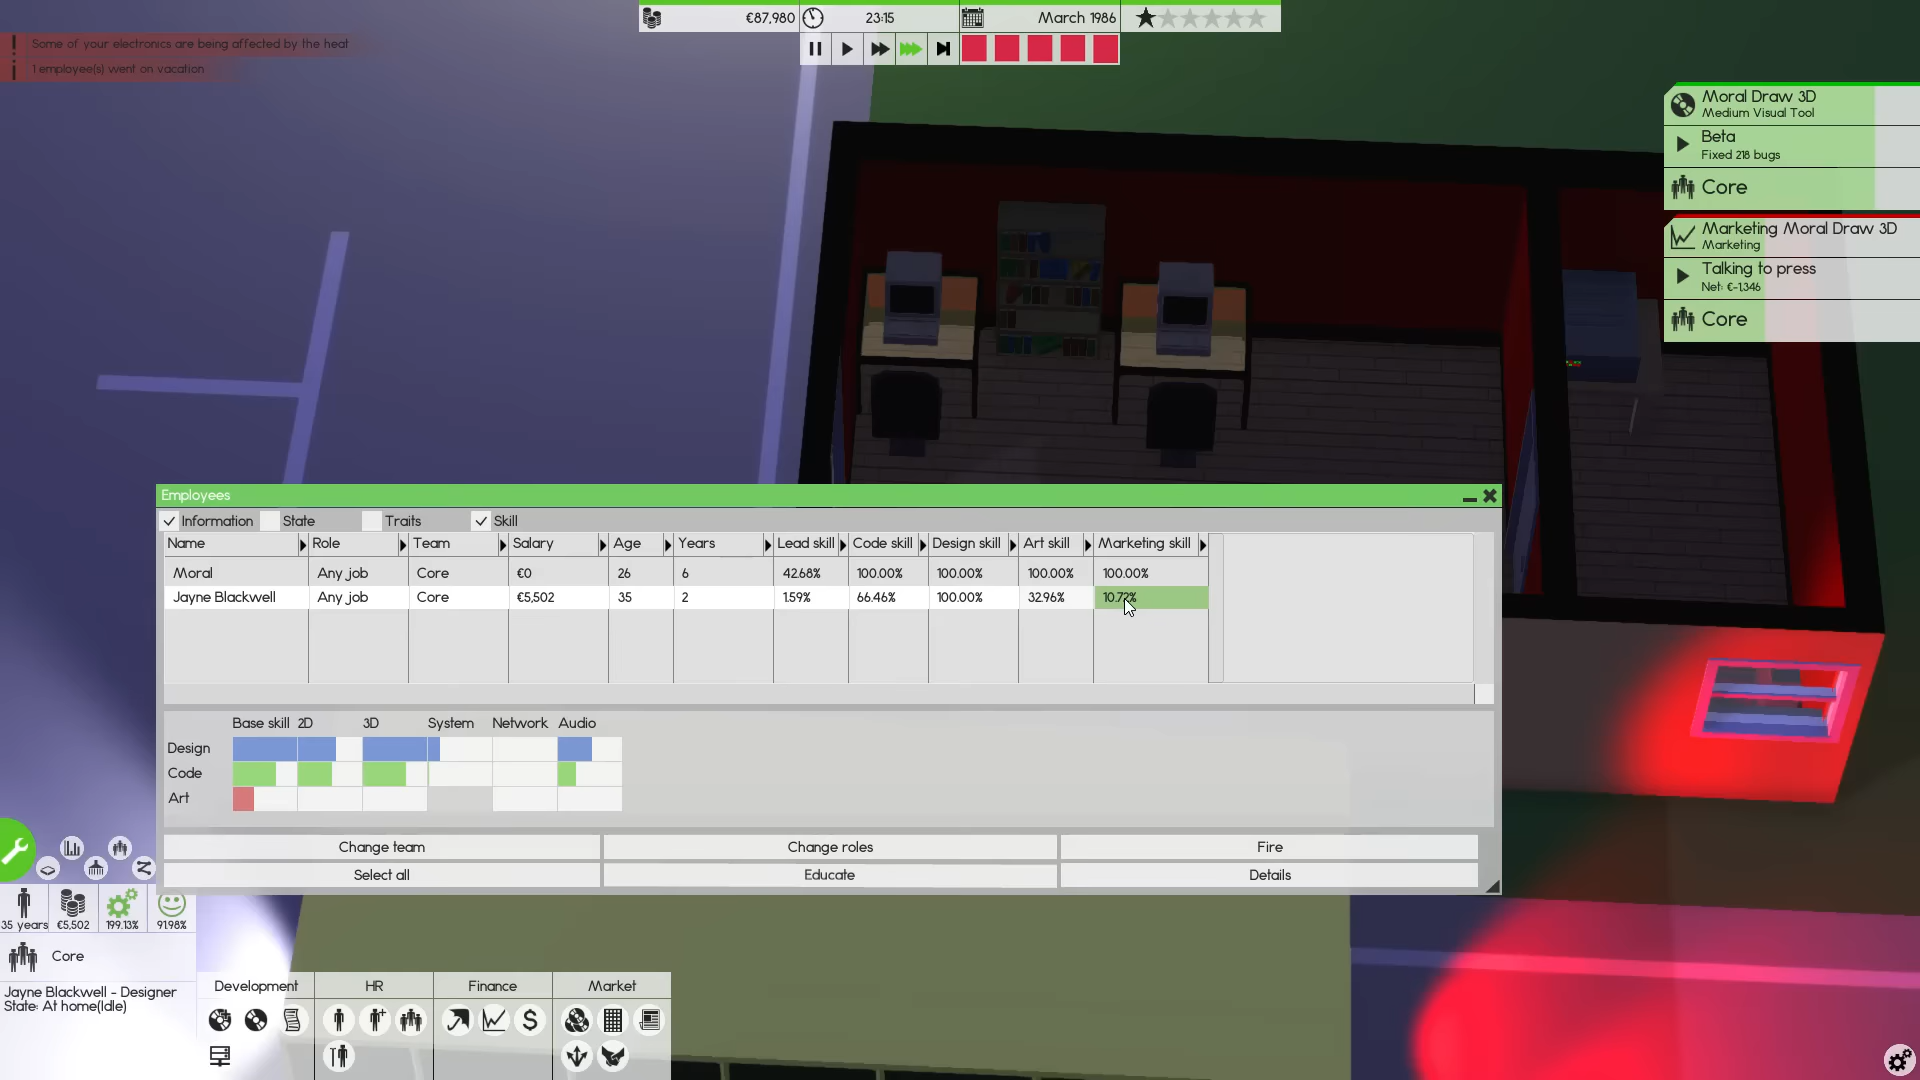 €87,980
23:15
March 1986
Some of your electronics are being affected by the heat
1 employee(s) went on vacation
Moral Draw 3D
Medium Visual Tool
Beta
Fixed 218 bugs
Core
Marketing Moral Draw 3D
Marketing
Talking to press
Net: €-1,346
Core
Employees
Information State Traits Skill
Name Role Team Salary Age Years Lead skill Code skill Design skill Art skill Marketing skill
Moral Any job Core €0 26 6 42.68% 100.00% 100.00% 100.00% 100.00%
Jayne Blackwell Any job Core €5,502 35 2 1.59% 66.46% 100.00% 32.96% 10.72%
Base skill 2D 3D System Network Audio
Design
Code
Art
Change team Change roles Fire
Select all Educate Details
35 years €5,502 199.13% 91.98%
Core
Jayne Blackwell - Designer
State: At home(Idle)
Development HR Finance Market